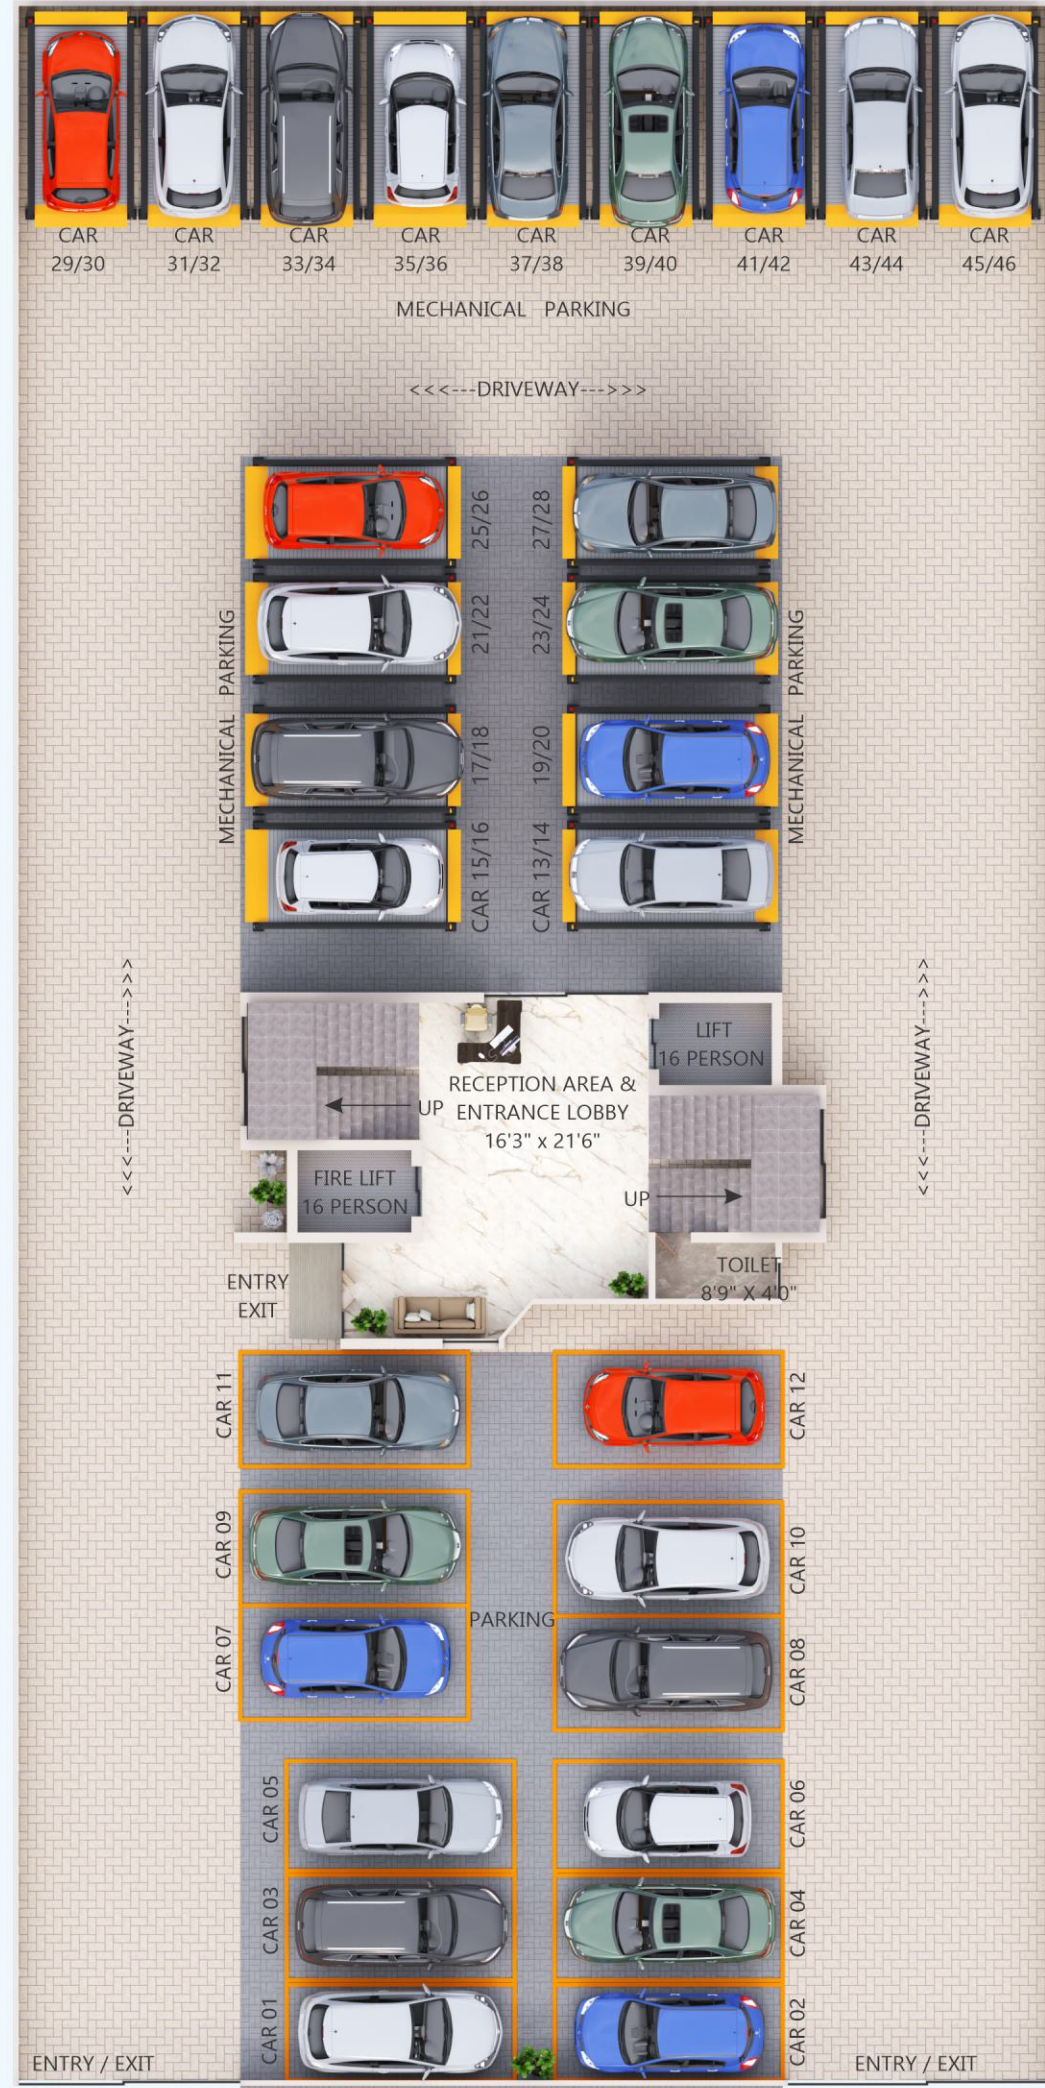 CAR
29/30
CAR
31/32
CAR
33/34
CAR
35/36
CAR
37/38
CAR
39/40
CAR
41/42
CAR
43/44
CAR
45/46
MECHANICAL PARKING
<<<---DRIVEWAY--->>>
25/26
27/28
21/22
23/24
MECHANICAL PARKING
MECHANICAL PARKING
17/18
19/20
CAR 15/16
CAR 13/14
<<<---DRIVEWAY--->>>
<<<---DRIVEWAY--->>>
LIFT
16 PERSON
RECEPTION AREA &
ENTRANCE LOBBY
16'3" x 21'6"
UP
FIRE LIFT
16 PERSON
UP
TOILET
8'9" X 4'0"
ENTRY
EXIT
CAR 11
CAR 12
CAR 09
CAR 10
PARKING
CAR 07
CAR 08
CAR 05
CAR 06
CAR 03
CAR 04
CAR 01
CAR 02
ENTRY / EXIT
ENTRY / EXIT